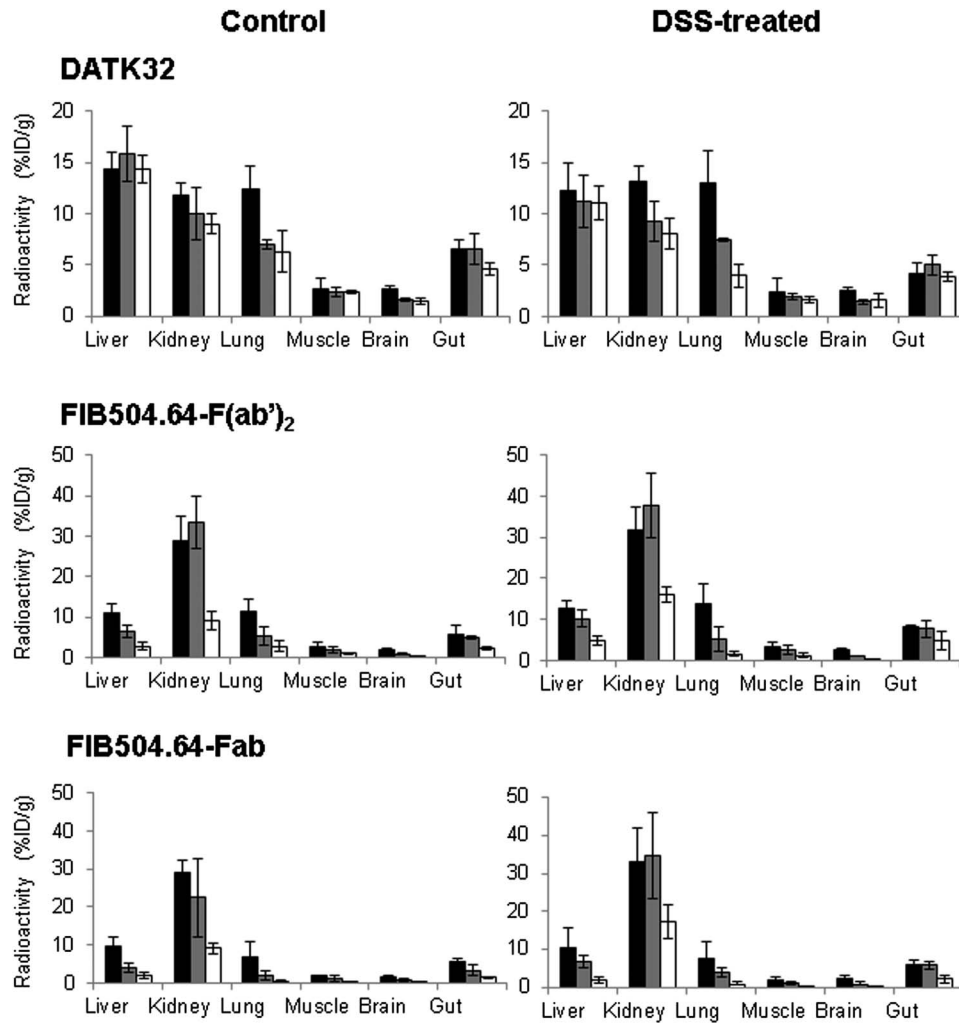 Control DSS-treated
DATK32
Radioactivity (%ID/g)
20
15
10
5
0
Liver Kidney Lung Muscle Brain Gut
20
15
10
5
0
Liver Kidney Lung Muscle Brain Gut
FIB504.64-F(ab’)₂
Radioactivity (%ID/g)
50
40
30
20
10
0
Liver Kidney Lung Muscle Brain Gut
50
40
30
20
10
0
Liver Kidney Lung Muscle Brain Gut
FIB504.64-Fab
Radioactivity (%ID/g)
50
40
30
20
10
0
Liver Kidney Lung Muscle Brain Gut
50
40
30
20
10
0
Liver Kidney Lung Muscle Brain Gut